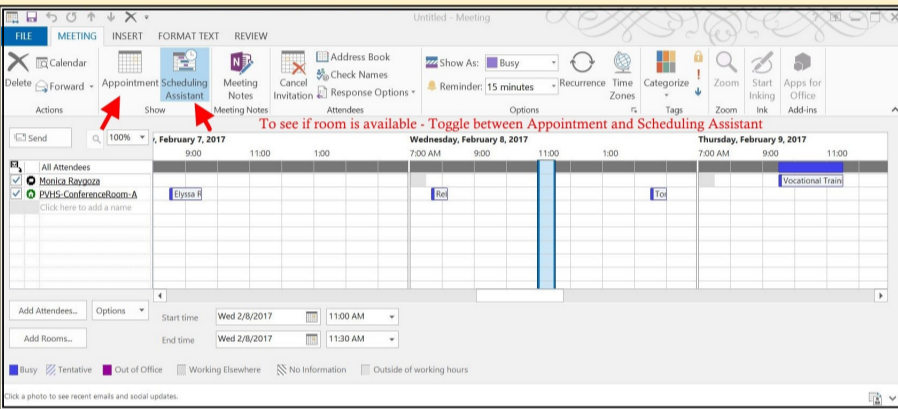 Untitled - Meeting
FILE MEETING INSERT FORMAT TEXT REVIEW
Delete
Calendar
Forward
Actions
Appointment
Scheduling Assistant
Show
Meeting Notes
Meeting Notes
Cancel Invitation
Address Book
Check Names
Response Options
Attendees
Show As: Busy
Reminder: 15 minutes
Recurrence
Time Zones
Options
Categorize
Tags
Zoom
Zoom
Start Inking
Ink
Apps for Office
Add-ins
To see if room is available - Toggle between Appointment and Scheduling Assistant
Send
100%
, February 7, 2017 Wednesday, February 8, 2017 Thursday, February 9, 2017
9:00 11:00 1:00 7:00 AM 9:00 11:00 1:00 7:00 AM 9:00 11:00
All Attendees
Monica Raygoza Vocational Train
PVHS-ConferenceRoom-A Elyssa R Rei To
Click here to add a name
Add Attendees... Options
Start time Wed 2/8/2017 11:00 AM
Add Rooms...
End time Wed 2/8/2017 11:30 AM
Busy Tentative Out of Office Working Elsewhere No Information Outside of working hours
Click a photo to see recent emails and social updates.